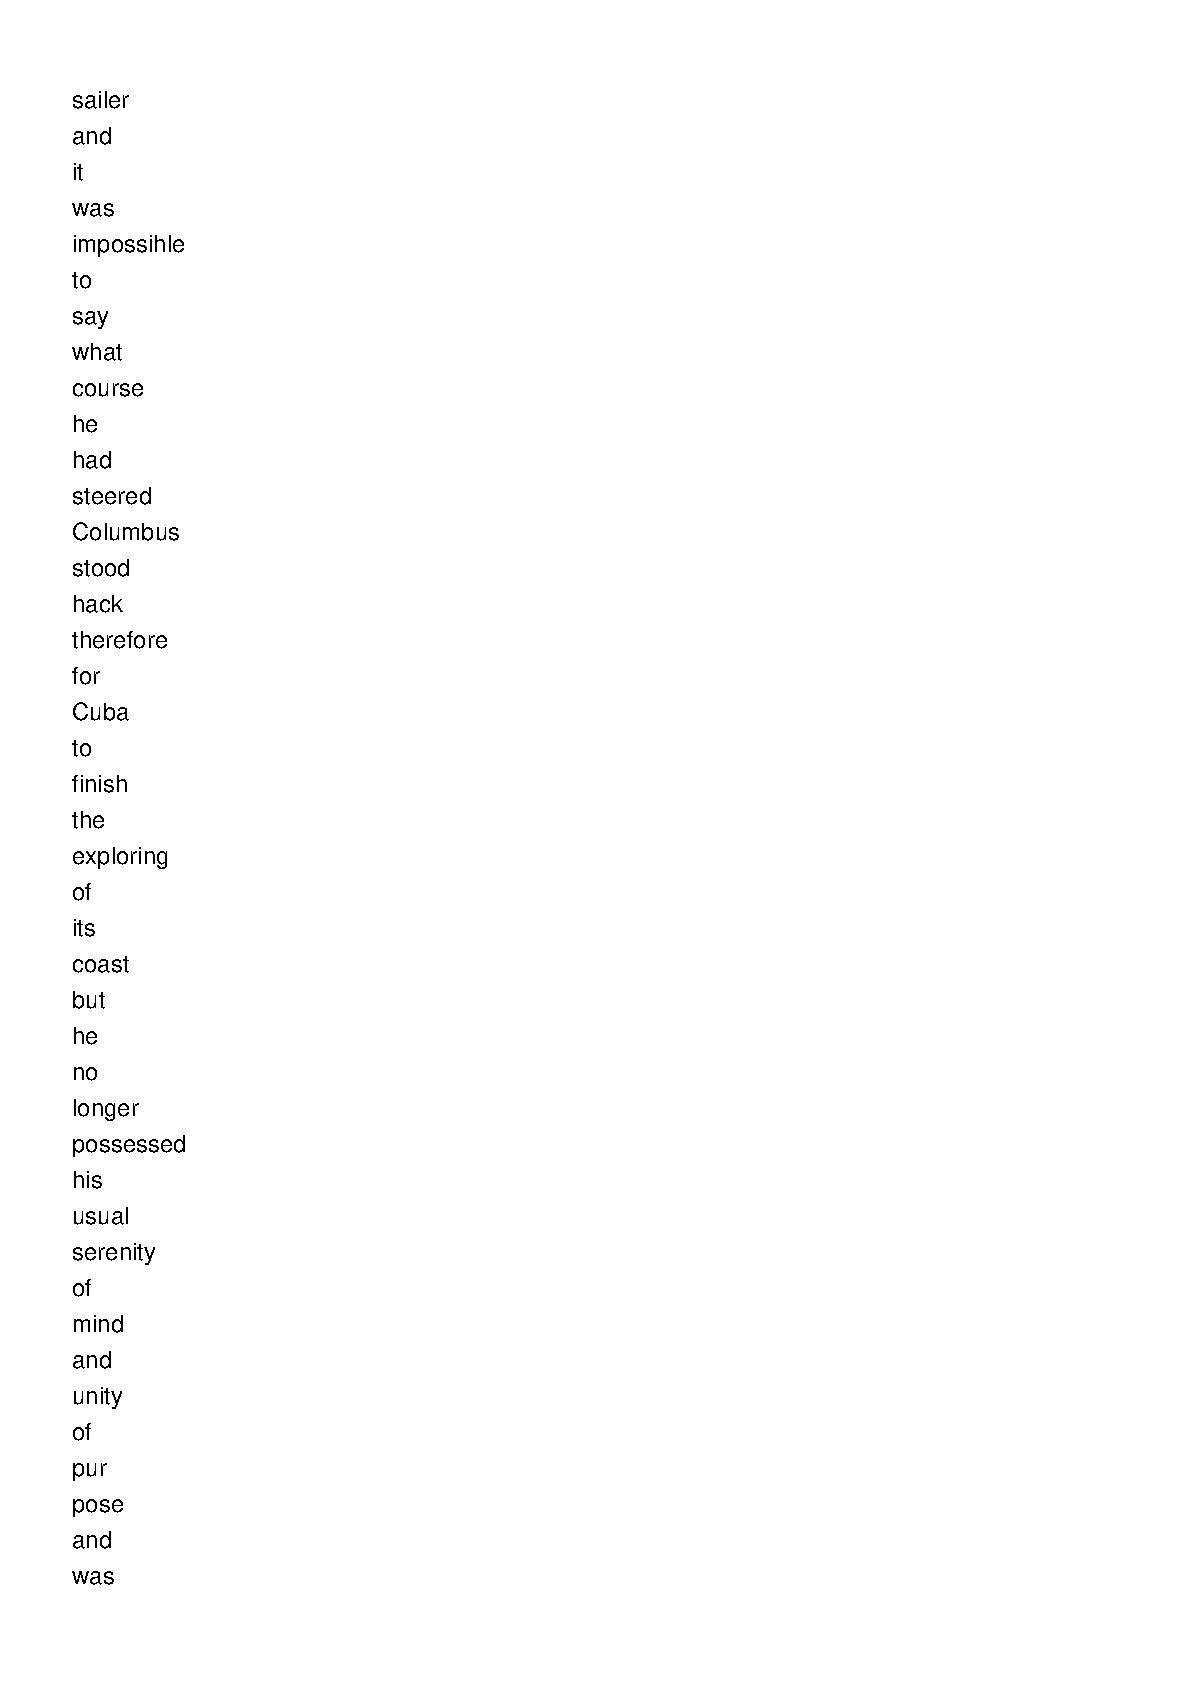 sailer
and
it
was
impossihle
to
say
what
course
he
had
steered
Columbus
stood
hack
therefore
for
Cuba
to
finish
the
exploring
of
its
coast
but
he
no
longer
possessed
his
usual
serenity
of
mind
and
unity
of
pur
pose
and
was